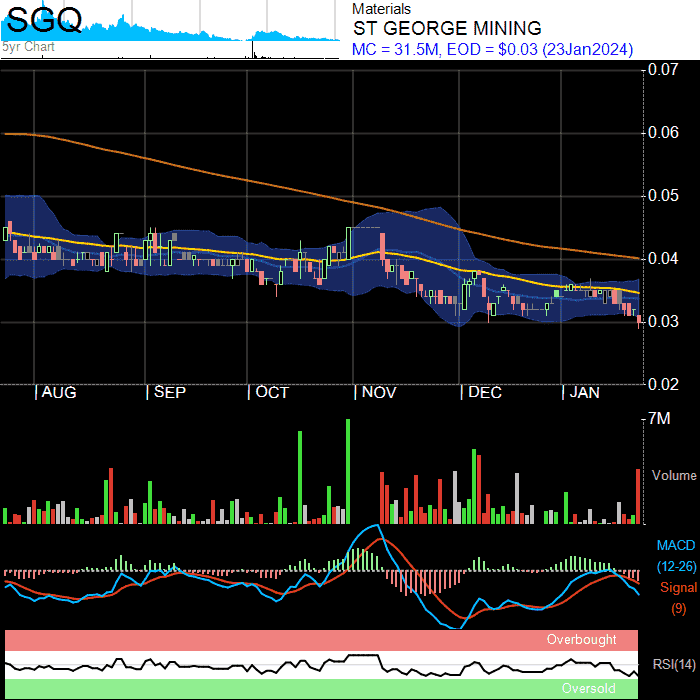 SGQ
5yr Chart
Materials
ST GEORGE MINING
MC = 31.5M, EOD = $0.03 (23Jan2024)
0.07
0.06
0.05
0.04
0.03
0.02
AUG SEP OCT NOV DEC JAN
7M
Volume
MACD
(12-26)
Signal
(9)
Overbought
RSI(14)
Oversold